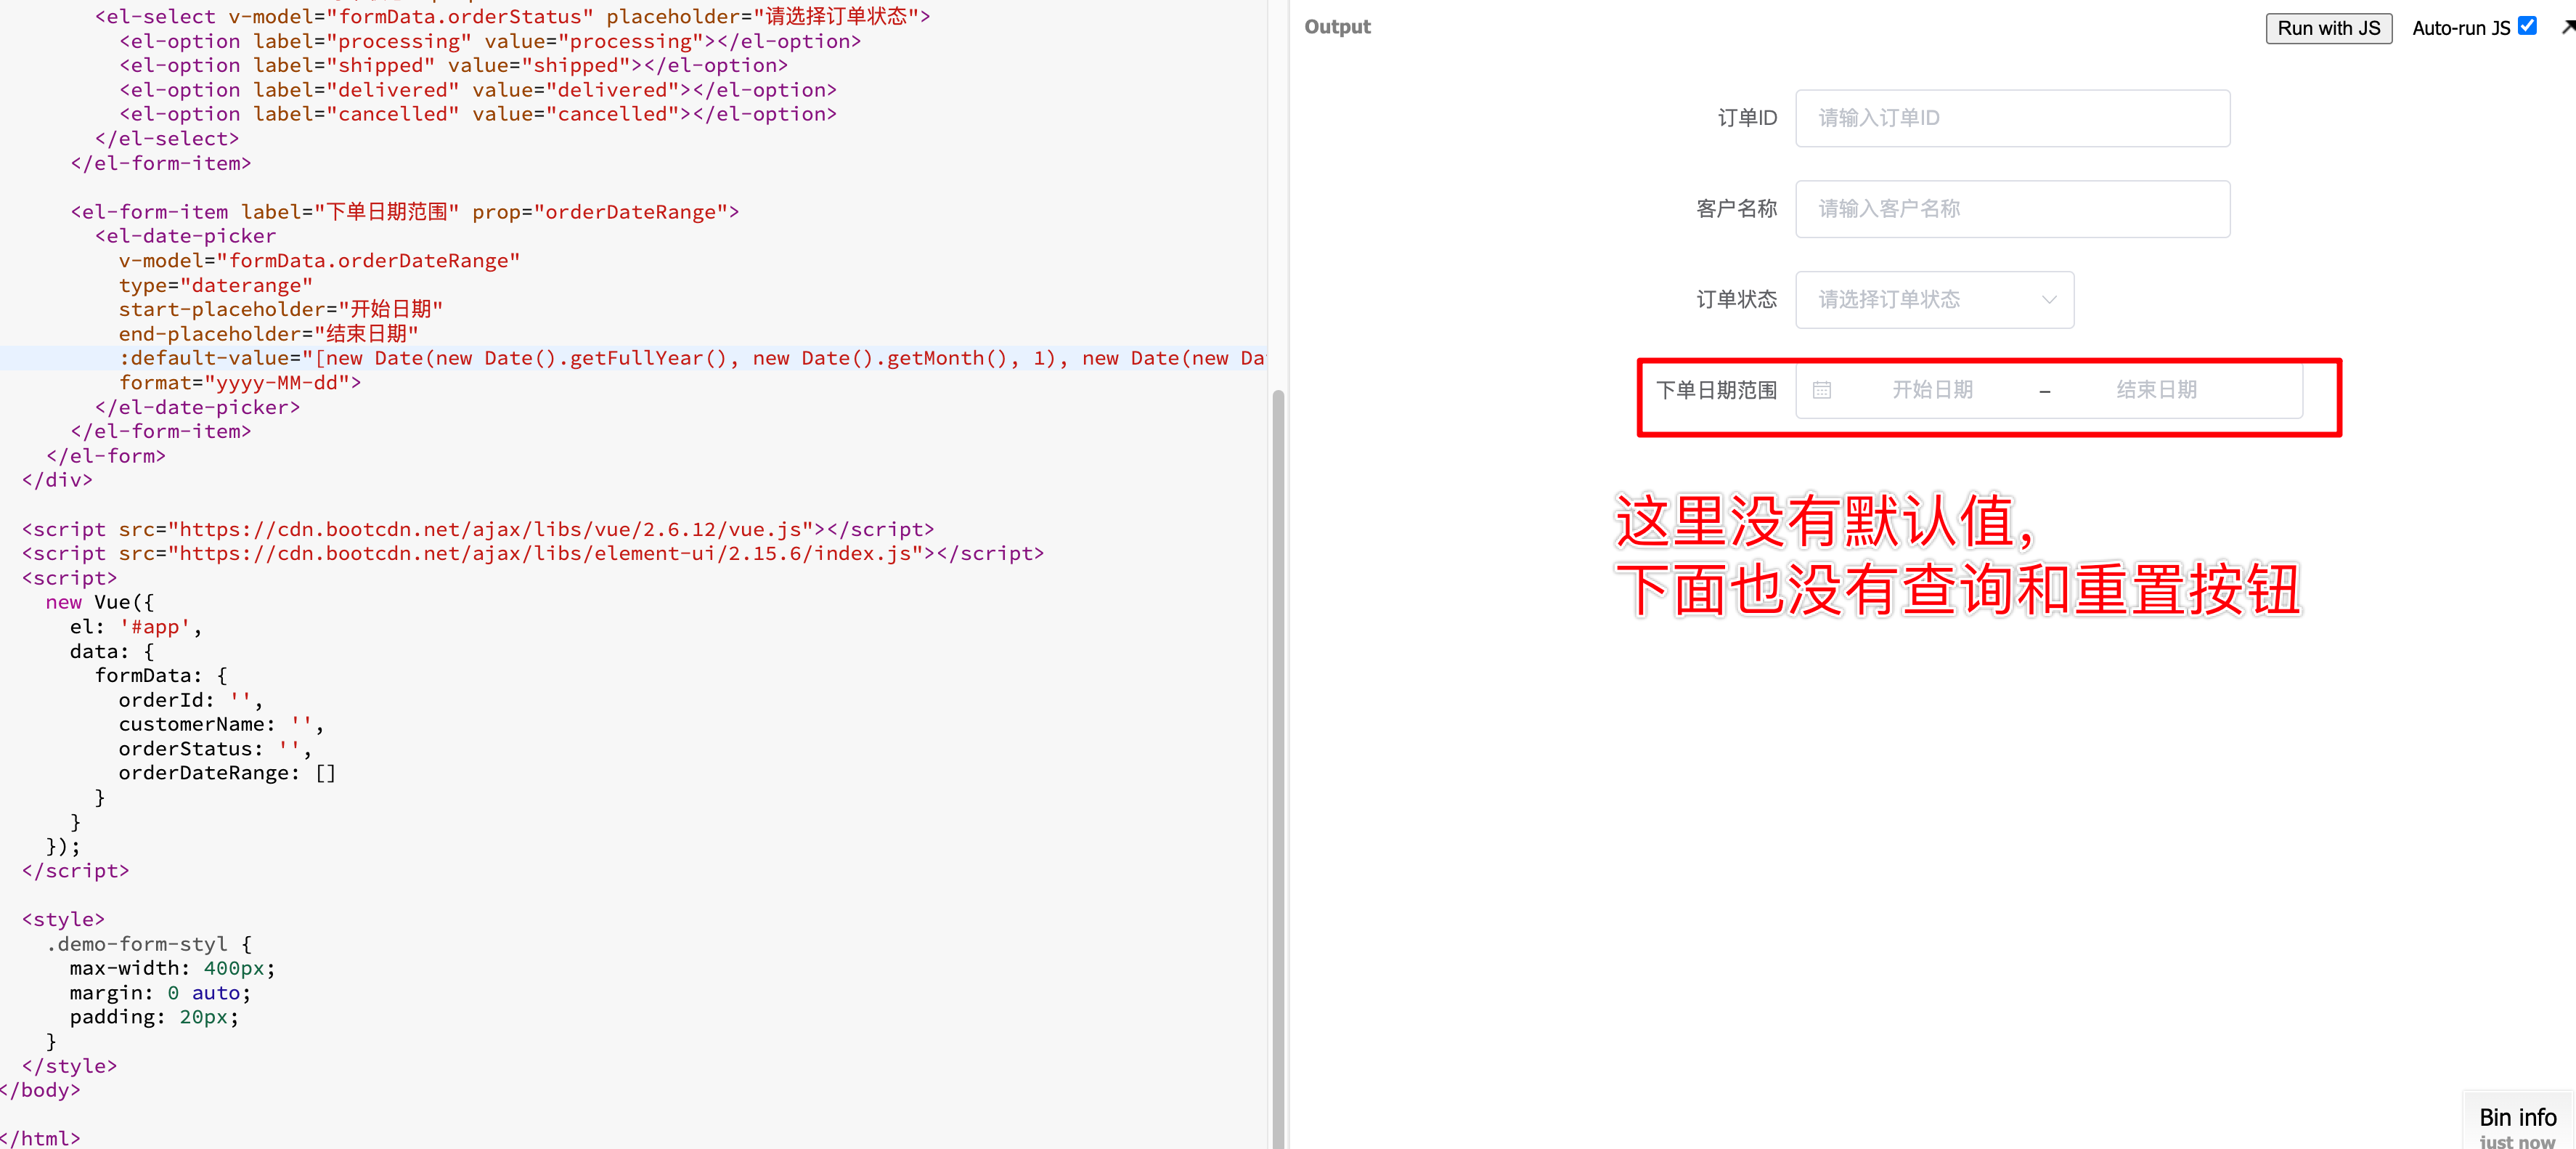 <el-select v-model="formData.orderStatus" placeholder="请选择订单状态">
<el-option label="processing" value="processing"></el-option>
<el-option label="shipped" value="shipped"></el-option>
<el-option label="delivered" value="delivered"></el-option>
<el-option label="cancelled" value="cancelled"></el-option>
</el-select>
</el-form-item>
<el-form-item label="下单日期范围" prop="orderDateRange">
<el-date-picker
v-model="formData.orderDateRange"
type="daterange"
start-placeholder="开始日期"
end-placeholder="结束日期"
:default-value="[new Date(new Date().getFullYear(), new Date().getMonth(), 1), new Date(new Da
format="yyyy-MM-dd">
</el-date-picker>
</el-form-item>
</el-form>
</div>
<script src="https://cdn.bootcdn.net/ajax/libs/vue/2.6.12/vue.js"></script>
<script src="https://cdn.bootcdn.net/ajax/libs/element-ui/2.15.6/index.js"></script>
<script>
new Vue({
el: '#app',
data: {
formData: {
orderId: '',
customerName: '',
orderStatus: '',
orderDateRange: []
}
}
});
</script>
<style>
.demo-form-styl {
max-width: 400px;
margin: 0 auto;
padding: 20px;
}
</style>
</body>
</html>
Output
Run with JS
Auto-run JS
订单ID 请输入订单ID
客户名称 请输入客户名称
订单状态 请选择订单状态
下单日期范围 开始日期 – 结束日期
这里没有默认值，
下面也没有查询和重置按钮
Bin info
just now